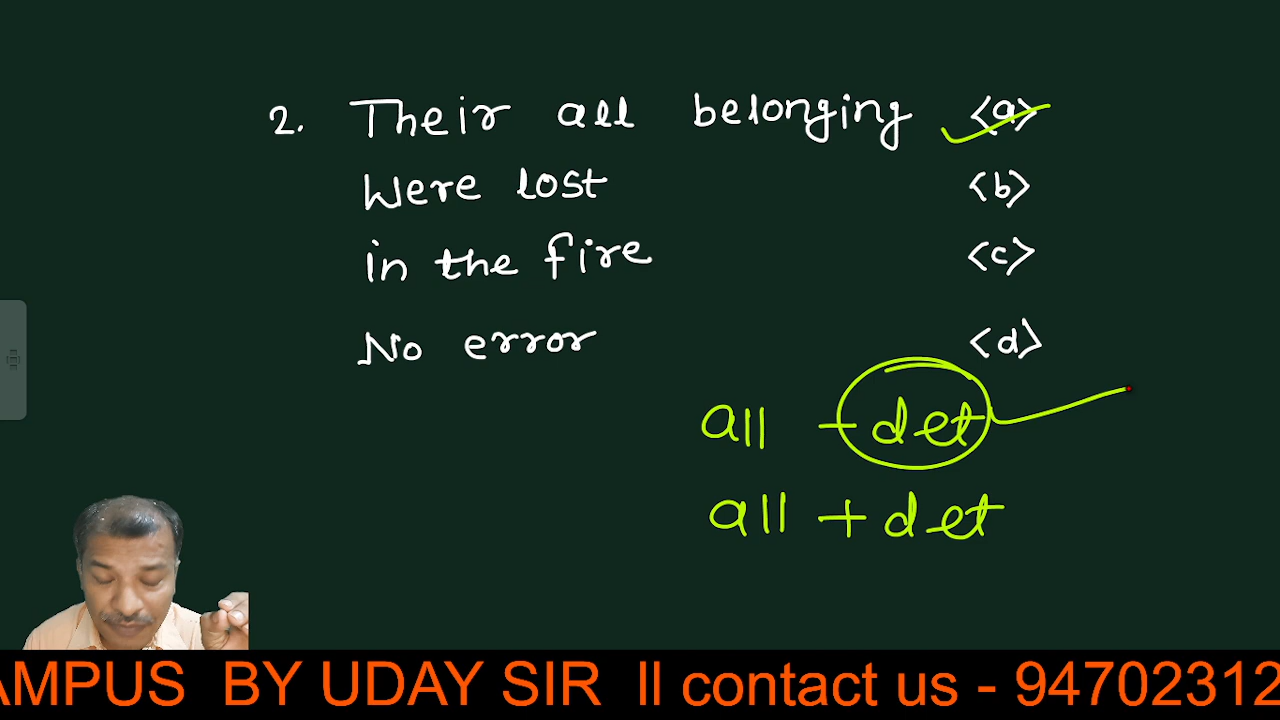 2. Their all belonging <a>
Were lost <b>
in the fire <c>
No error <d>
all + det
all + det
AMPUS BY UDAY SIR ll contact us - 94702312